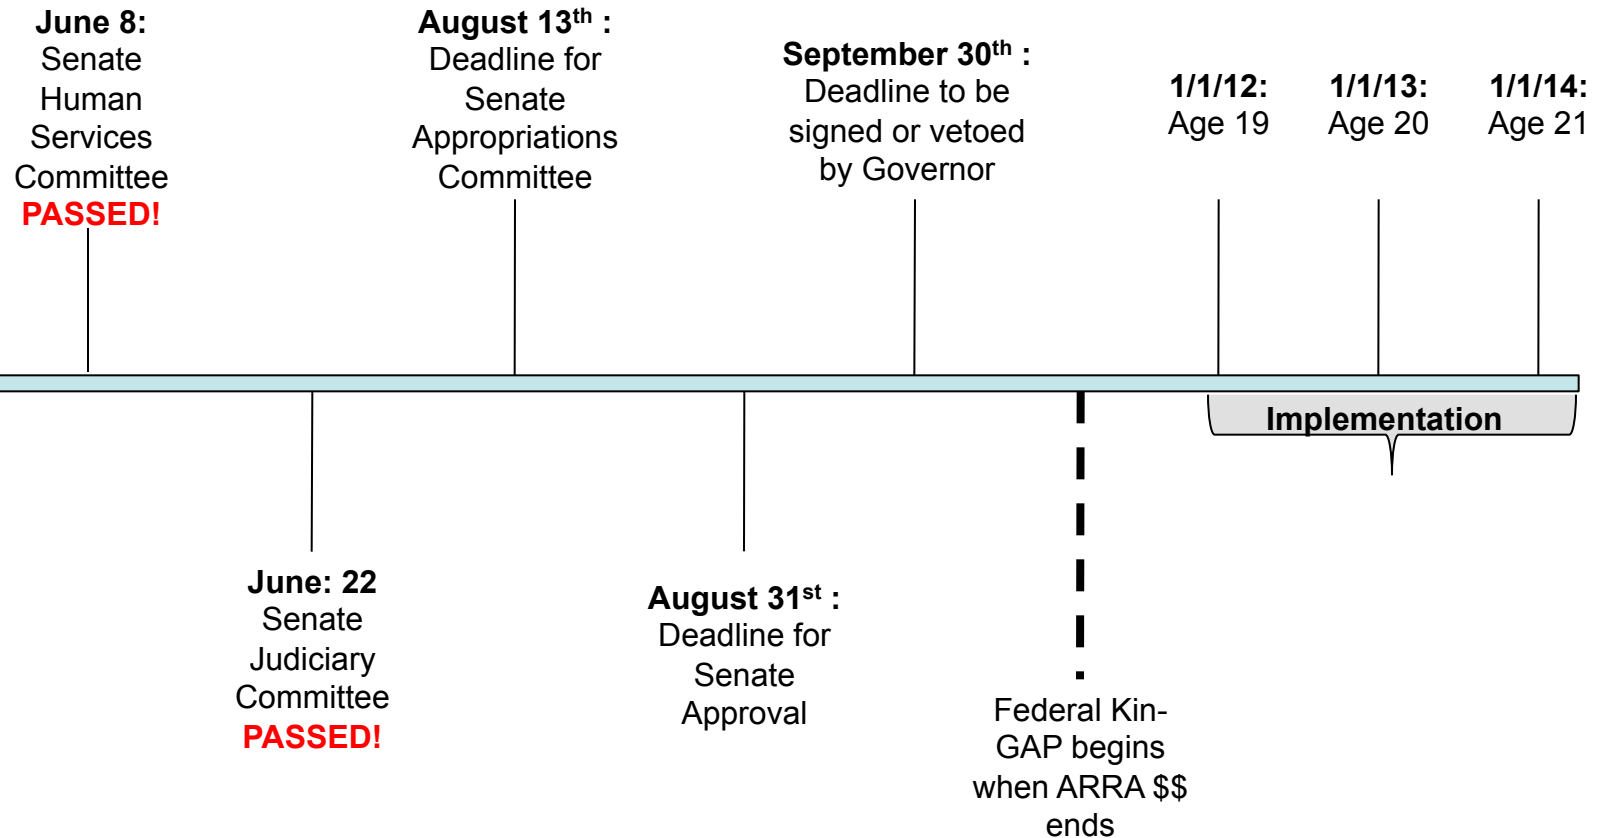 June 8:
Senate
Human
Services
Committee
PASSED!
June: 22
Senate
Judiciary
Committee
PASSED!
August 13th :
Deadline for
Senate
Appropriations
Committee
August 31st :
Deadline for
Senate
Approval
September 30th :
Deadline to be
signed or vetoed
by Governor
Federal Kin-
GAP begins
when ARRA $$
ends
1/1/12:
Age 19
1/1/13:
Age 20
1/1/14:
Age 21
Implementation